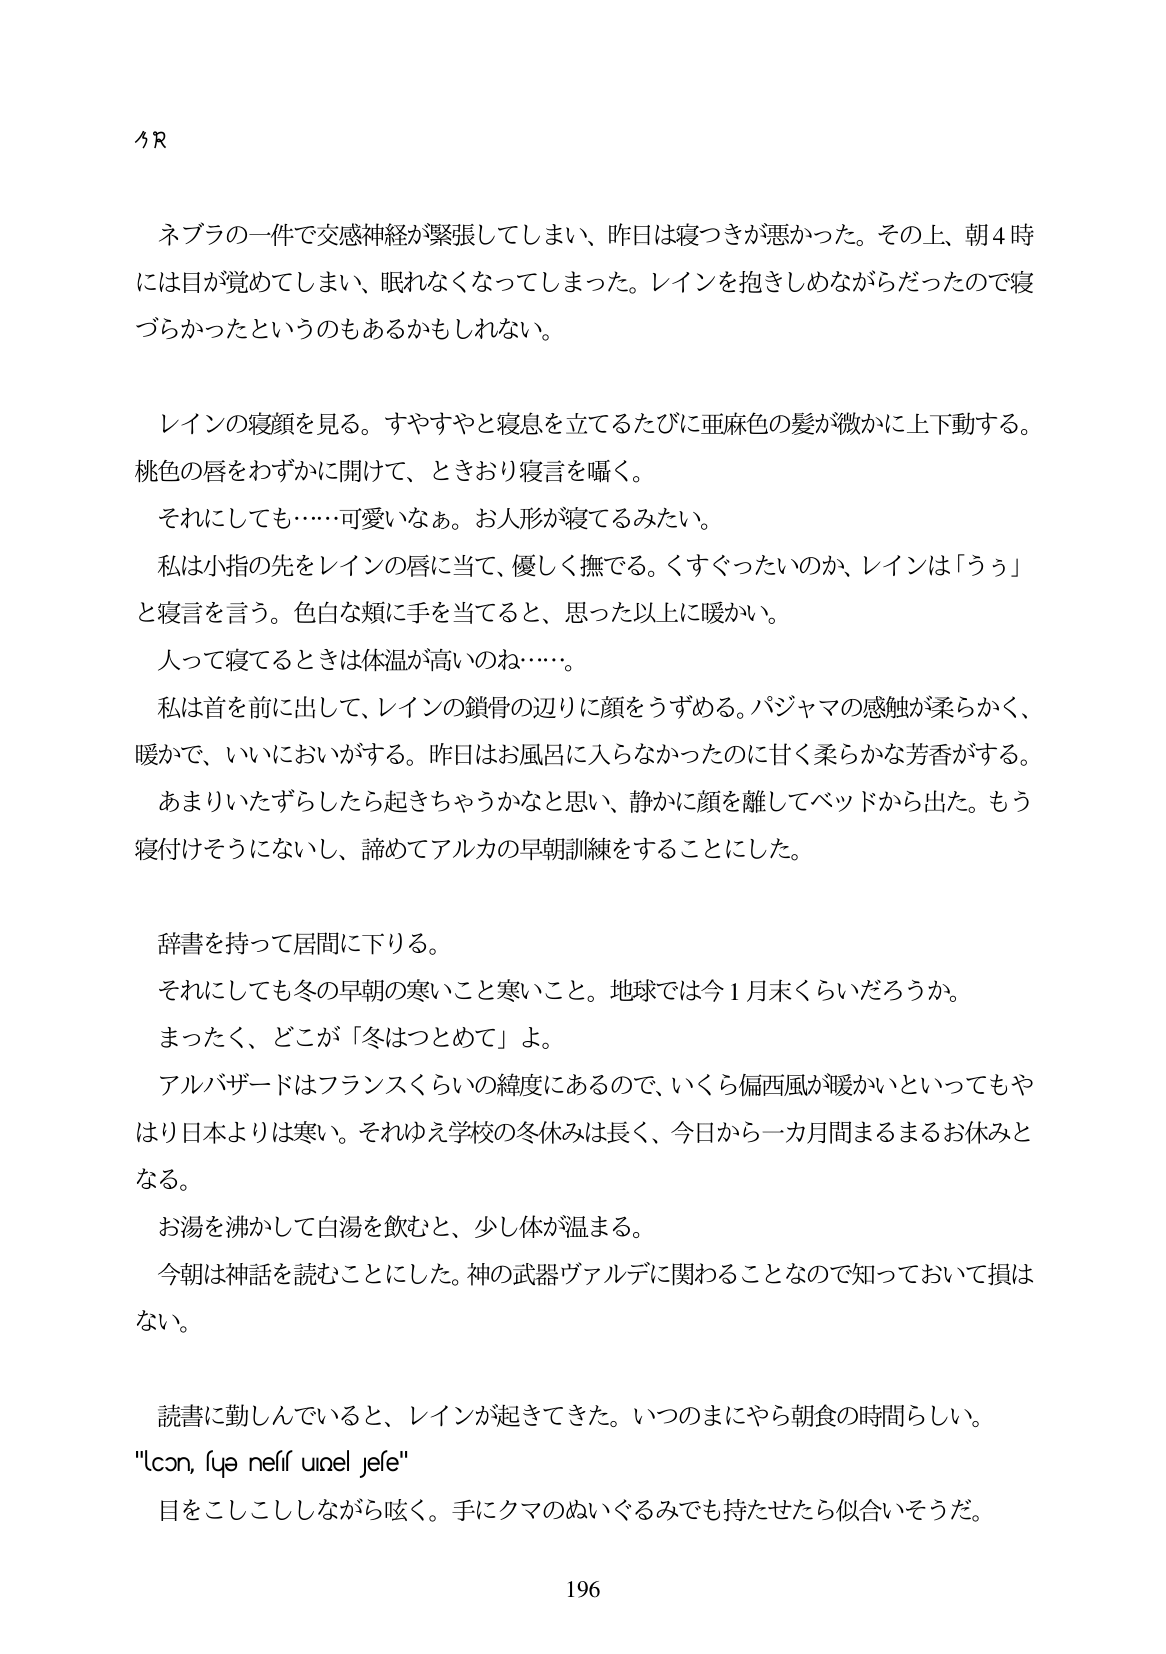 ネブラの一件で交感神経が緊張してしまい、昨日は寝つきが悪かった。その上、朝4時
には目が覚めてしまい、眠れなくなってしまった。レインを抱きしめながらだったので寝
づらかったというのもあるかもしれない。
レインの寝顔を見る。すやすやと寝息を立てるたびに亜麻色の髪が微かに上下動する。
桃色の唇をわずかに開けて、ときおり寝言を囁く。
それにしても……可愛いなぁ。お人形が寝てるみたい。
私は小指の先をレインの唇に当て、優しく撫でる。くすぐったいのか、レインは「うぅ」
と寝言を言う。色白な頬に手を当てると、思った以上に暖かい。
人って寝てるときは体温が高いのね……。
私は首を前に出して、レインの鎖骨の辺りに顔をうずめる。パジャマの感触が柔らかく、
暖かで、いいにおいがする。昨日はお風呂に入らなかったのに甘く柔らかな芳香がする。
あまりいたずらしたら起きちゃうかなと思い、静かに顔を離してベッドから出た。もう
寝付けそうにないし、諦めてアルカの早朝訓練をすることにした。
辞書を持って居間に下りる。
それにしても冬の早朝の寒いこと寒いこと。地球では今1月末くらいだろうか。
まったく、どこが「冬はつとめて」よ。
アルバザードはフランスくらいの緯度にあるので、いくら偏西風が暖かいといってもや
はり日本よりは寒い。それゆえ学校の冬休みは長く、今日から一カ月間まるまるお休みと
なる。
お湯を沸かして白湯を飲むと、少し体が温まる。
今朝は神話を読むことにした。神の武器ヴァルデに関わることなので知っておいて損は
ない。
読書に勤しんでいると、レインが起きてきた。いつのまにやら朝食の時間らしい。
目をこしこししながら呟く。手にクマのぬいぐるみでも持たせたら似合いそうだ。
196